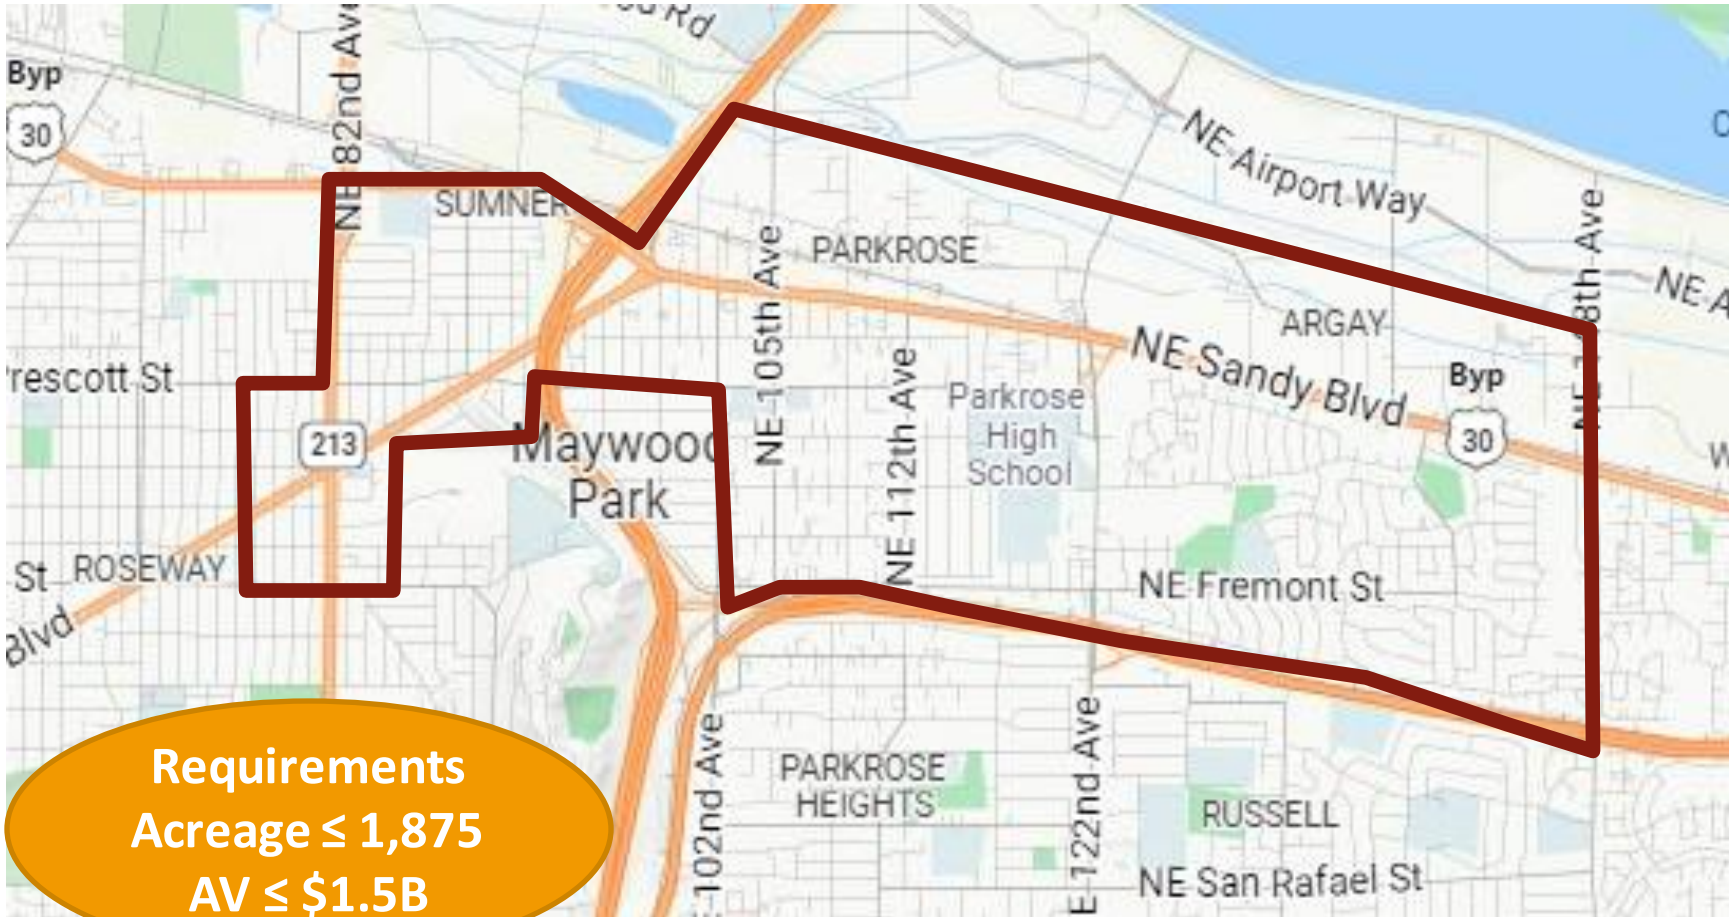 Rd
Byp
30
NE 82nd Ave
SUMNER
NE Airport Way
NE 105th Ave
PARKROSE
NE A
ARGAY
NE Sandy Blvd
Byp
30
Prescott St
213
Maywood
Park
NE 112th Ave
Parkrose
High
School
St
ROSEWAY
Blvd
NE Fremont St
Requirements
Acreage ≤ 1,875
AV ≤ $1.5B
102nd Ave
PARKROSE
HEIGHTS
E 122nd Ave
RUSSELL
NE San Rafael St